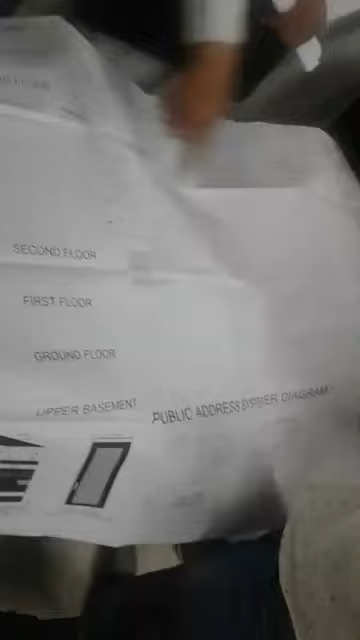 SECOND FLOOR
FIRST FLOOR
GROUND FLOOR
UPPER BASEMENT
PUBLIC ADDRESS SYSTEM DIAGRAM